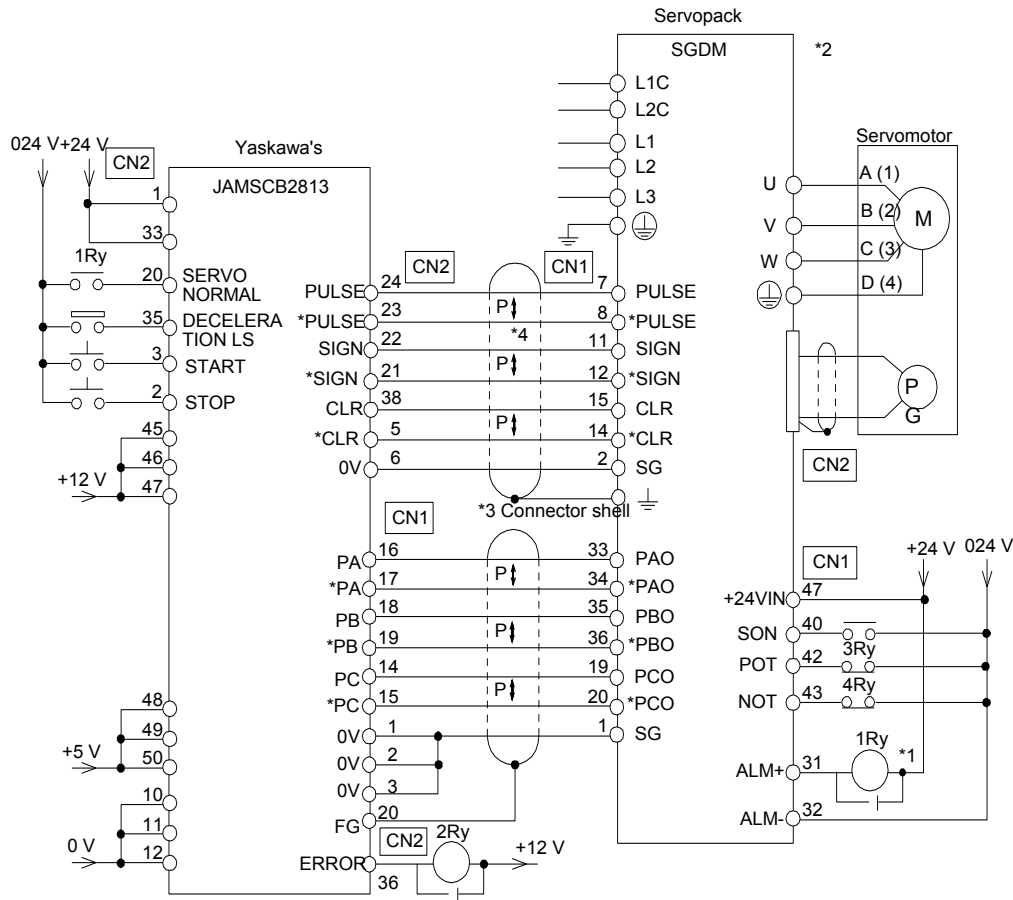 Servopack
SGDM
*2
L1C
L2C
L1
L2
L3
024 V
+24 V
CN2
Yaskawa's
JAMSCB2813
1
33
1Ry
20
SERVO
NORMAL
35
DECELERA
TION LS
3
START
2
STOP
45
46
+12 V
47
48
49
+5 V
50
10
11
0 V
12
CN2
CN1
PULSE
24
P
7
PULSE
*PULSE
23
*4
8
*PULSE
SIGN
22
P
11
SIGN
*SIGN
21
12
*SIGN
CLR
38
P
15
CLR
*CLR
5
14
*CLR
0V
6
2
SG
*3 Connector shell
CN1
PA
16
P
33
PAO
*PA
17
34
*PAO
PB
18
P
35
PBO
*PB
19
36
*PBO
PC
14
P
19
PCO
*PC
15
20
*PCO
0V
1
1
SG
0V
2
0V
3
FG
20
CN2
2Ry
+12 V
ERROR
36
Servomotor
U
A (1)
V
B (2)
M
W
C (3)
D (4)
P
G
CN2
+24 V
024 V
CN1
+24VIN
47
SON
40
3Ry
POT
42
4Ry
NOT
43
1Ry
*1
ALM+
31
ALM-
32